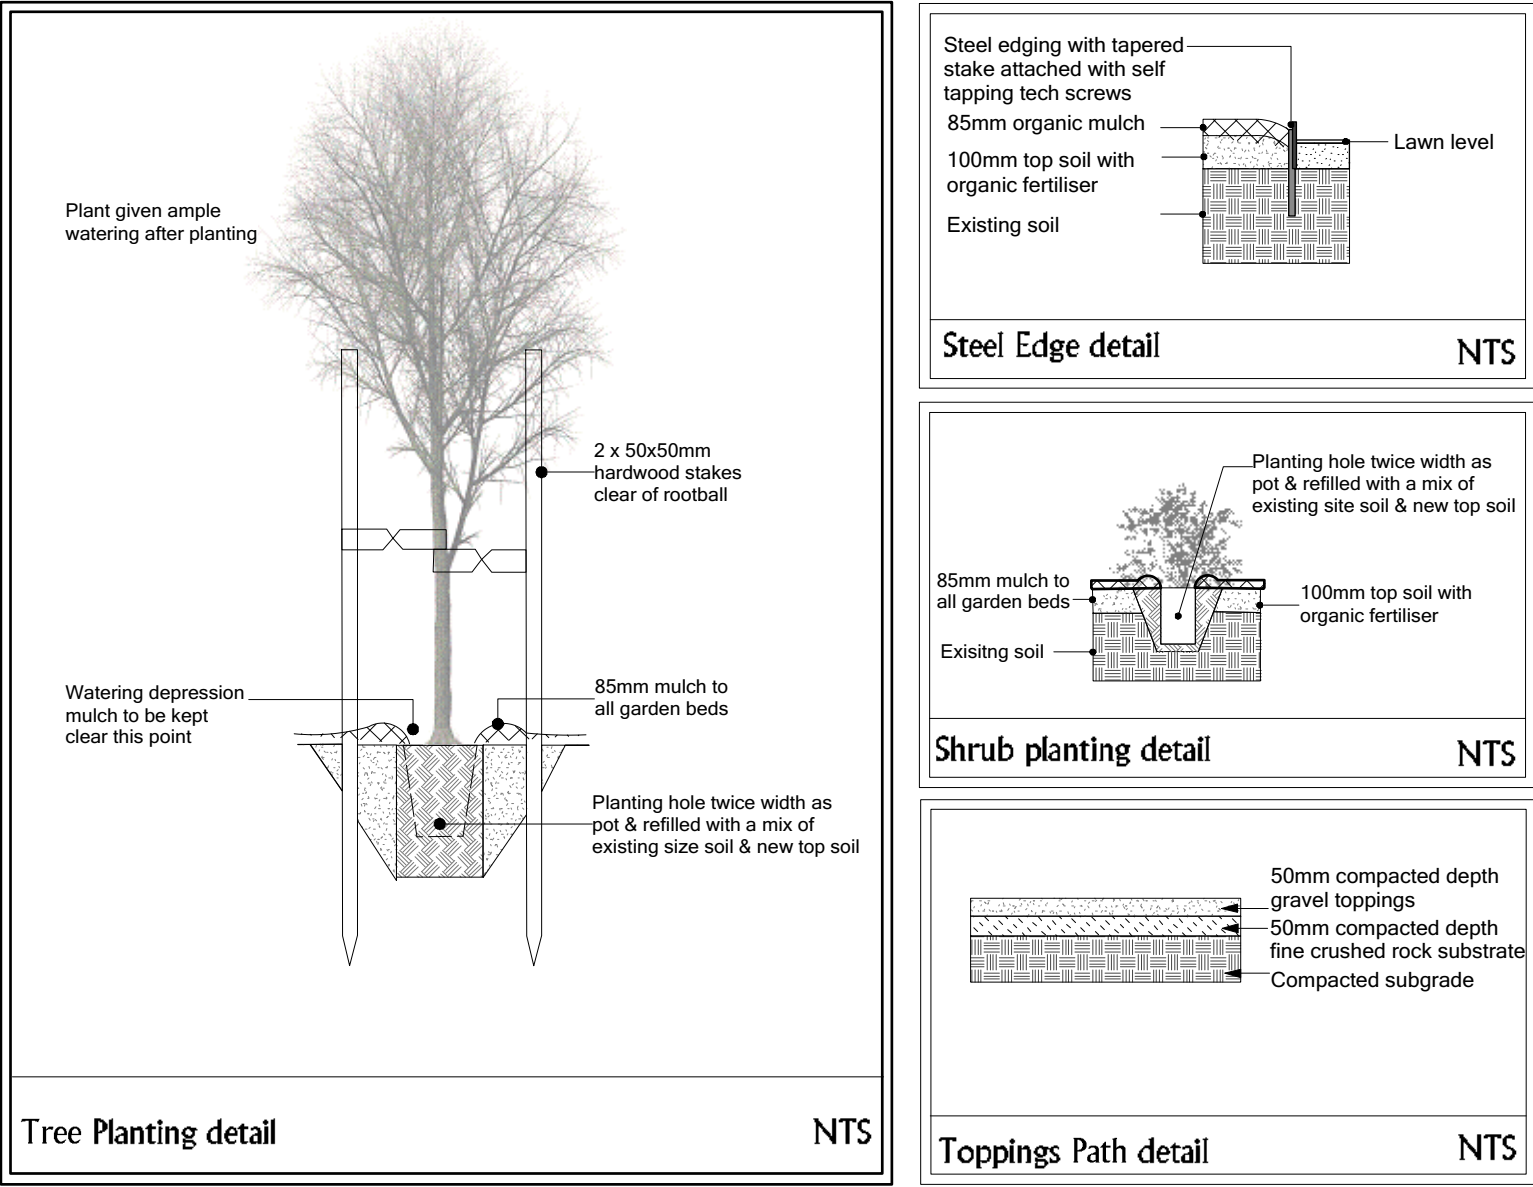 Plant given ample
watering after planting
2 x 50x50mm
hardwood stakes
clear of rootball
Watering depression
mulch to be kept
clear this point
85mm mulch to
all garden beds
Planting hole twice width as
pot & refilled with a mix of
existing size soil & new top soil
Tree Planting detail
NTS
Steel edging with tapered
stake attached with self
tapping tech screws
85mm organic mulch
100mm top soil with
organic fertiliser
Existing soil
Lawn level
Steel Edge detail
NTS
Planting hole twice width as
pot & refilled with a mix of
existing site soil & new top soil
85mm mulch to
all garden beds
100mm top soil with
organic fertiliser
Exisitng soil
Shrub planting detail
NTS
50mm compacted depth
gravel toppings
50mm compacted depth
fine crushed rock substrate
Compacted subgrade
Toppings Path detail
NTS